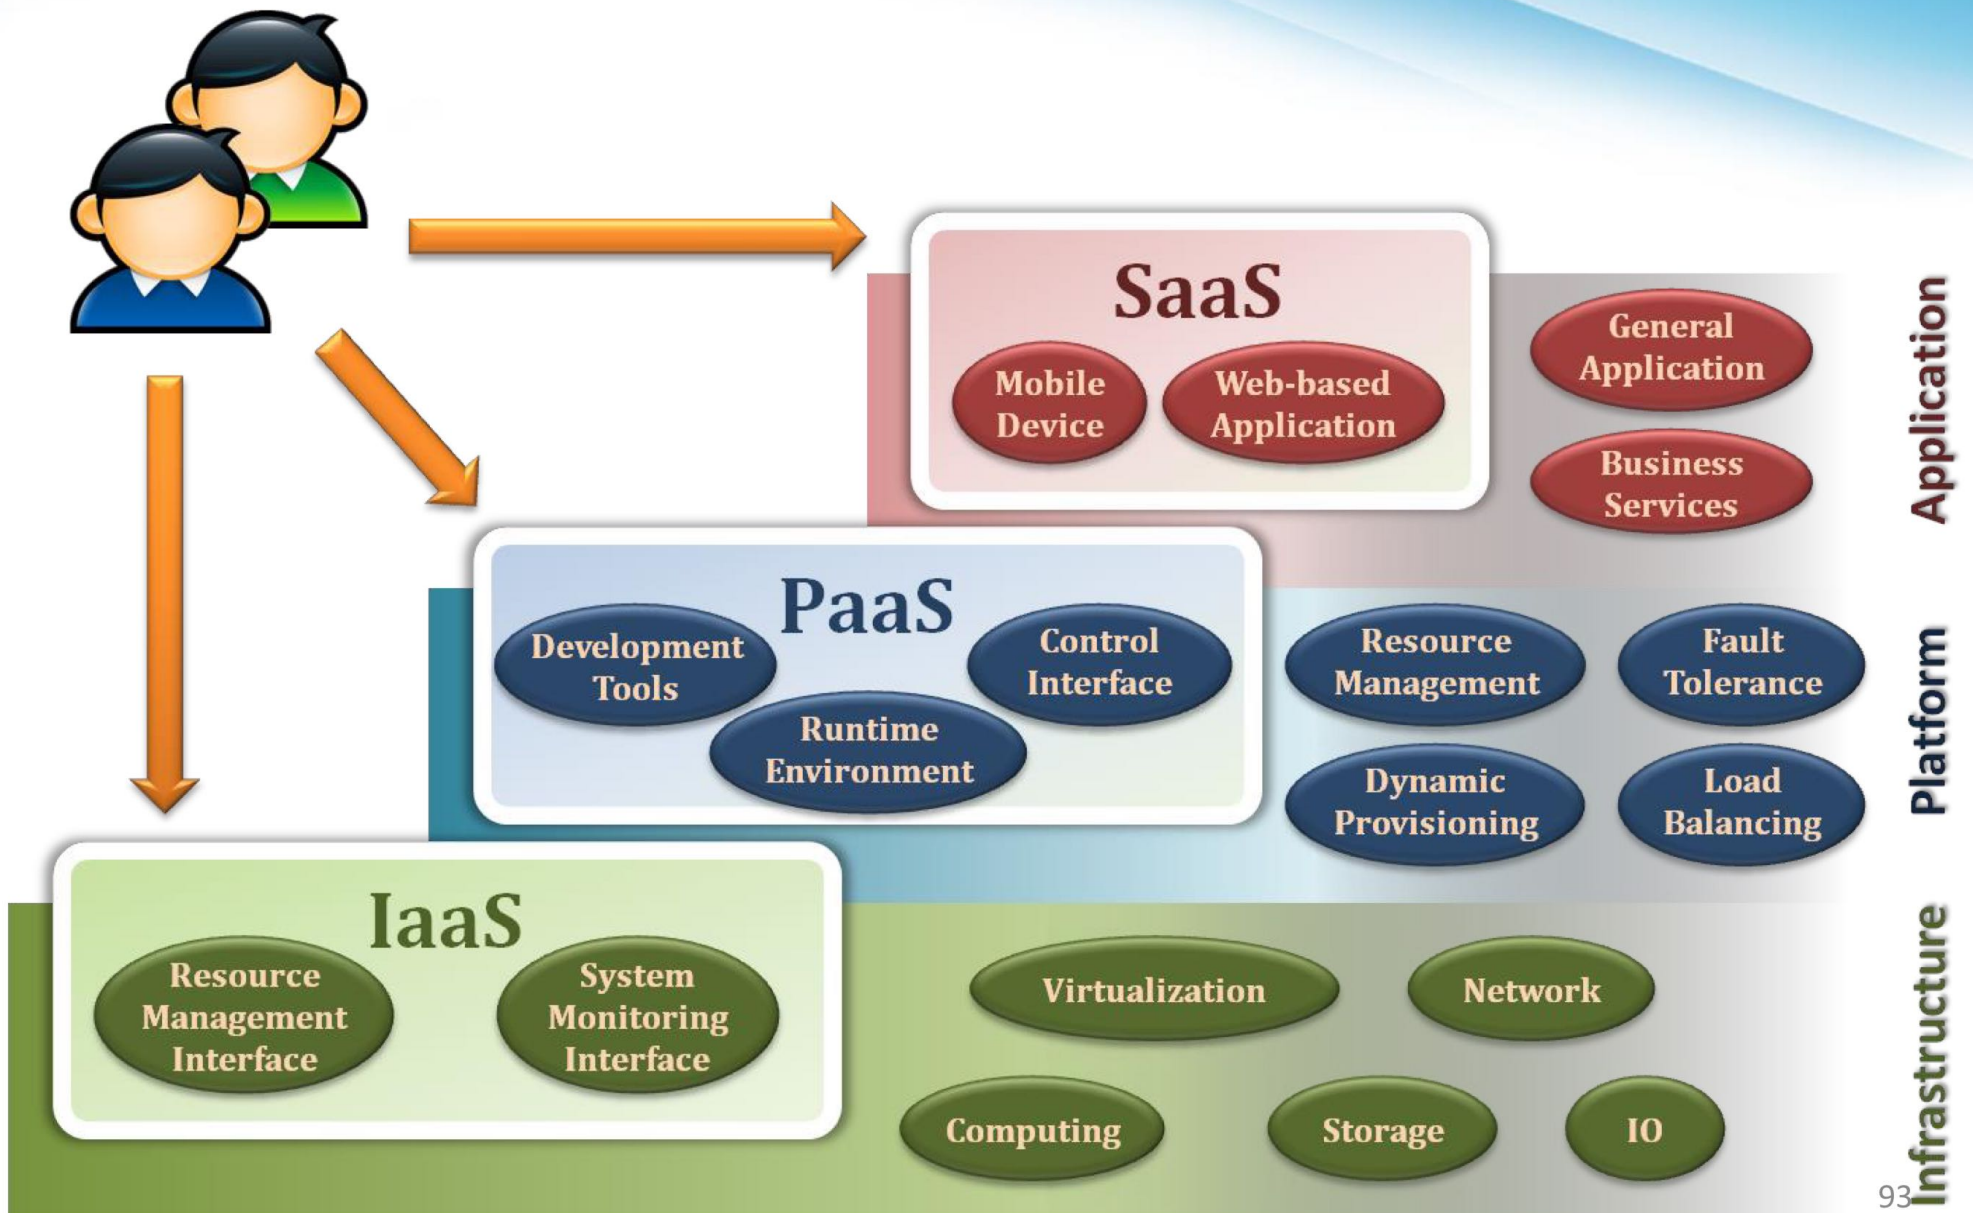 SaaS
Mobile
Device
Web-based
Application
General
Application
Business
Services
Application
PaaS
Development
Tools
Runtime
Environment
Control
Interface
Resource
Management
Fault
Tolerance
Dynamic
Provisioning
Load
Balancing
Platform
IaaS
Resource
Management
Interface
System
Monitoring
Interface
Virtualization
Network
Computing
Storage
IO
Infrastructure
93